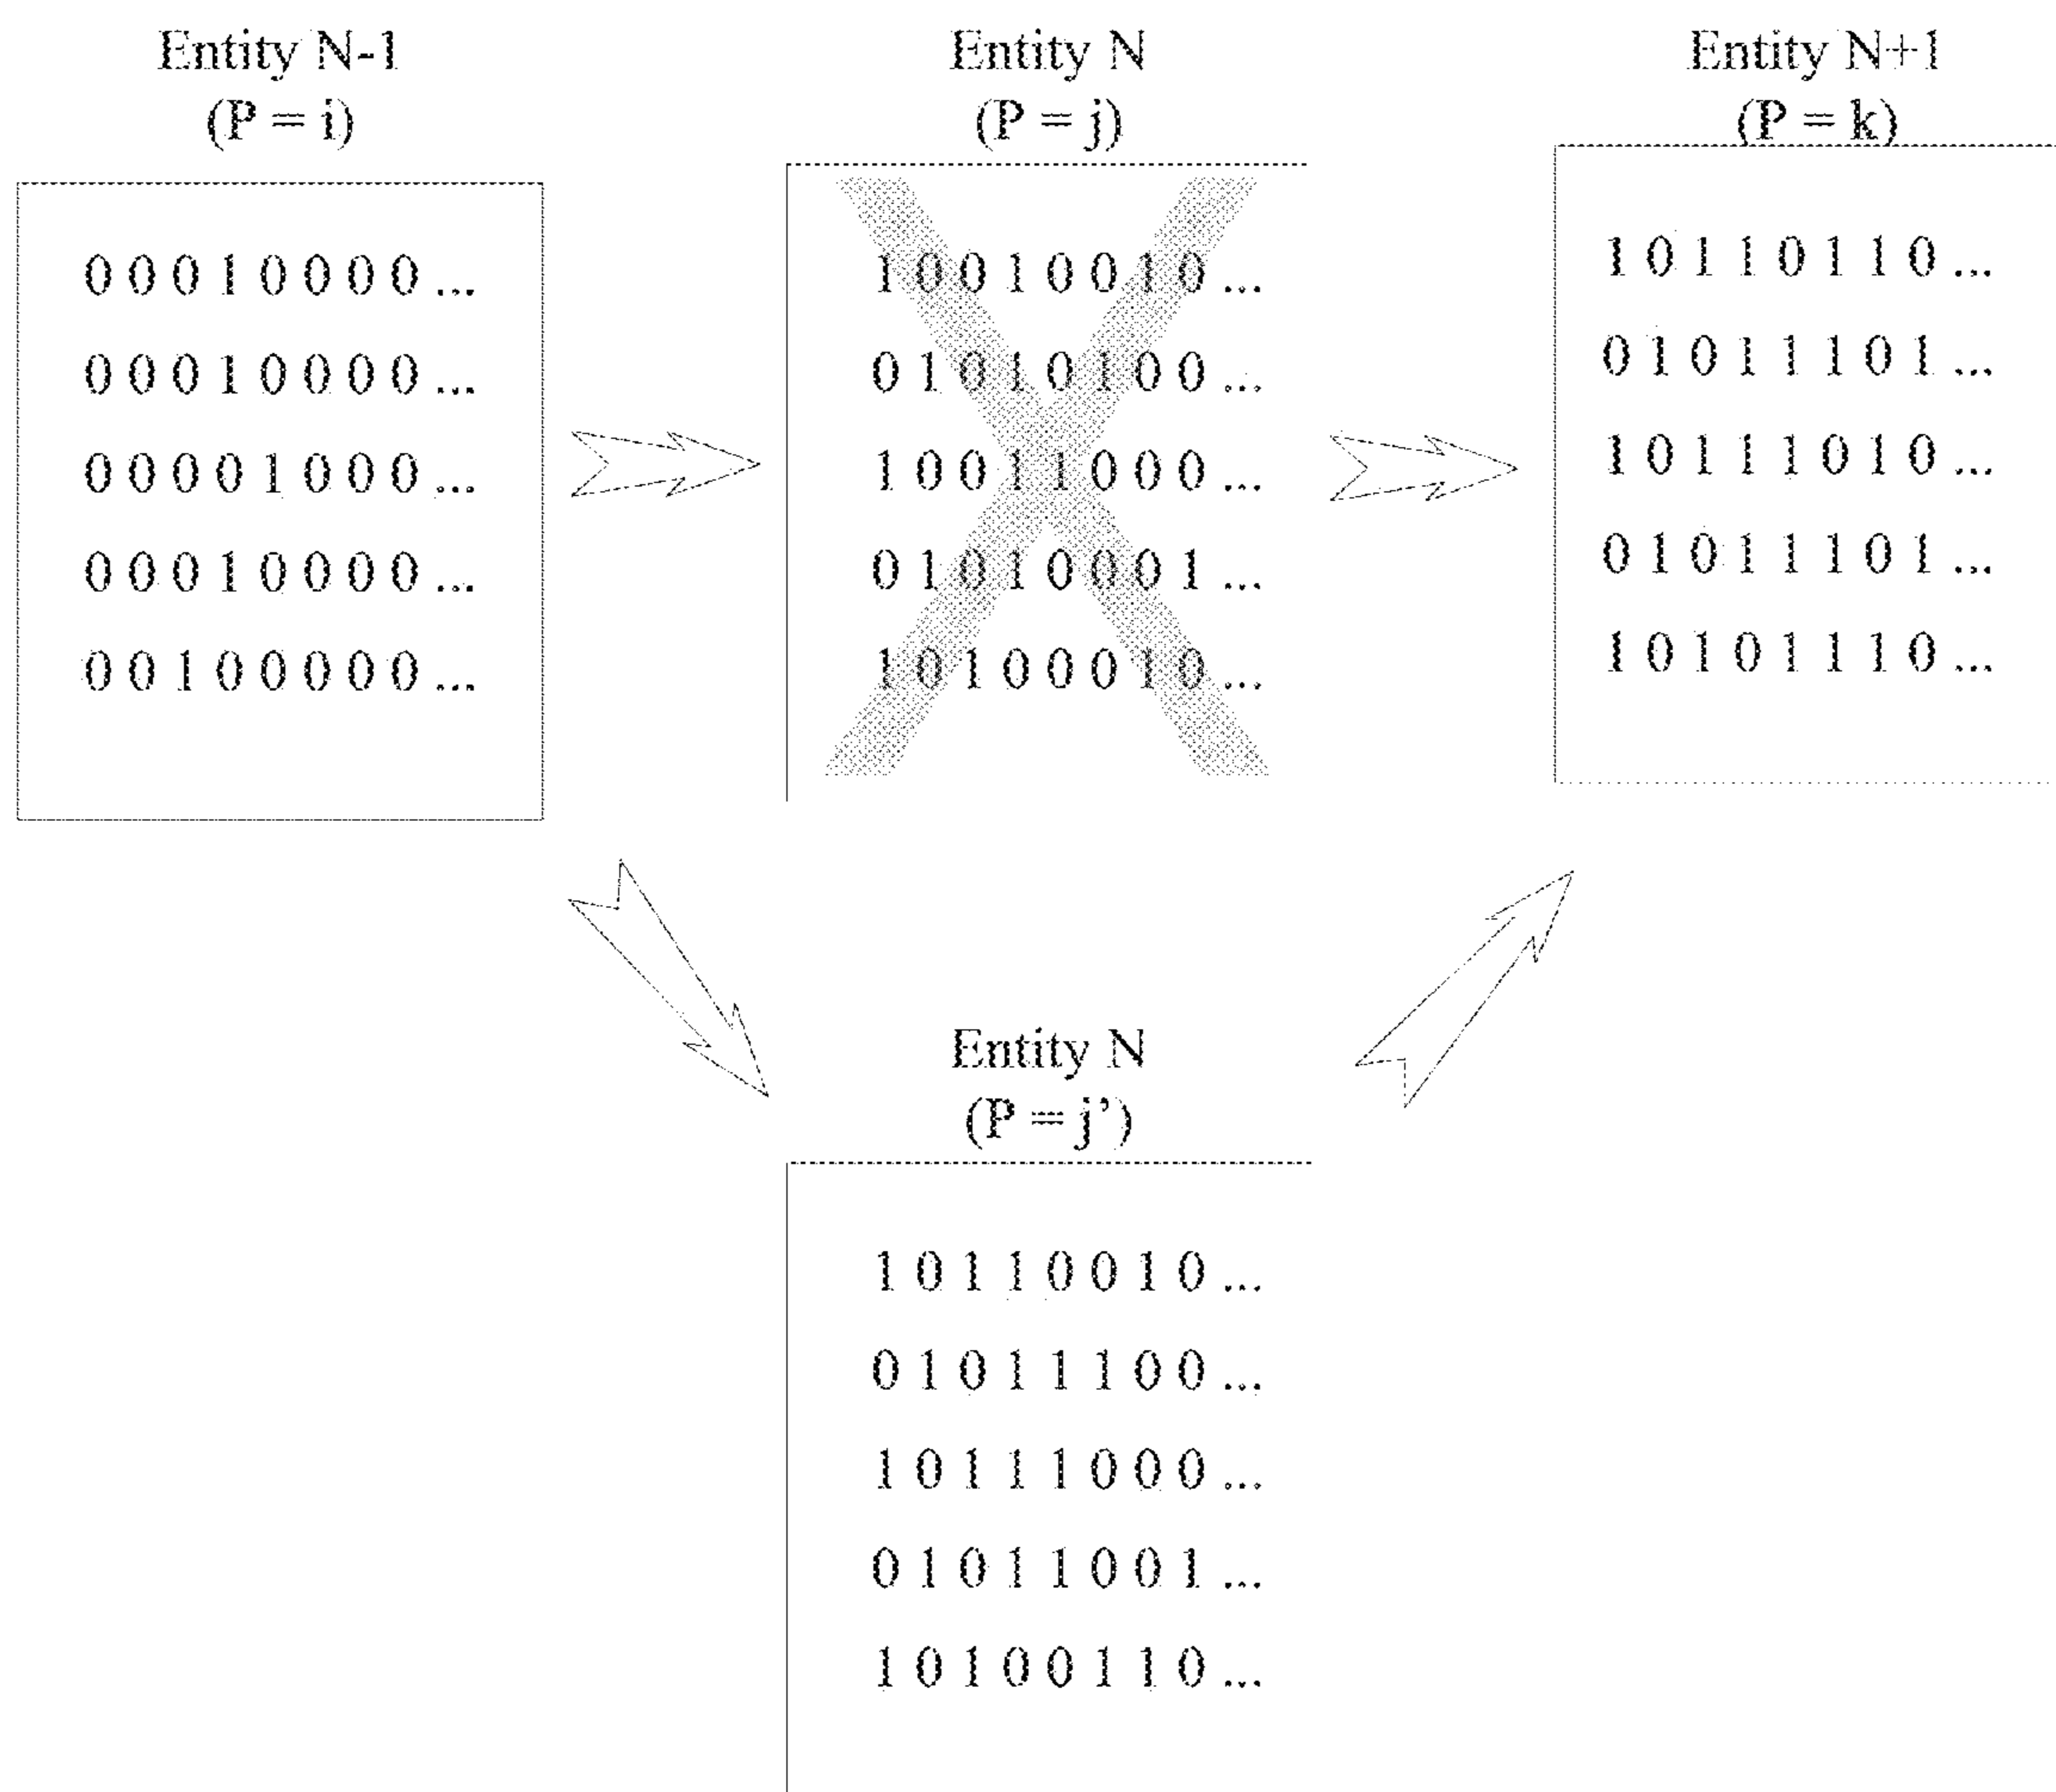 Entity N-1
(P = i)
0 0 0 1 0 0 0 0 ...
0 0 0 1 0 0 0 0 ...
0 0 0 0 1 0 0 0 ...
0 0 0 1 0 0 0 0 ...
0 0 1 0 0 0 0 0 ...
Entity N
(P = j)
1 0 0 1 0 0 1 0 ...
0 1 0 1 0 1 0 0 ...
1 0 0 1 1 0 0 0 ...
0 1 0 1 0 0 0 1 ...
1 0 1 0 0 0 1 0 ...
Entity N+1
(P = k)
1 0 1 1 0 1 1 0 ...
0 1 0 1 1 1 0 1 ...
1 0 1 1 1 0 1 0 ...
0 1 0 1 1 1 0 1 ...
1 0 1 0 1 1 1 0 ...
Entity N
(P = j’)
1 0 1 1 0 0 1 0 ...
0 1 0 1 1 1 0 0 ...
1 0 1 1 1 0 0 0 ...
0 1 0 1 1 0 0 1 ...
1 0 1 0 0 1 1 0 ...